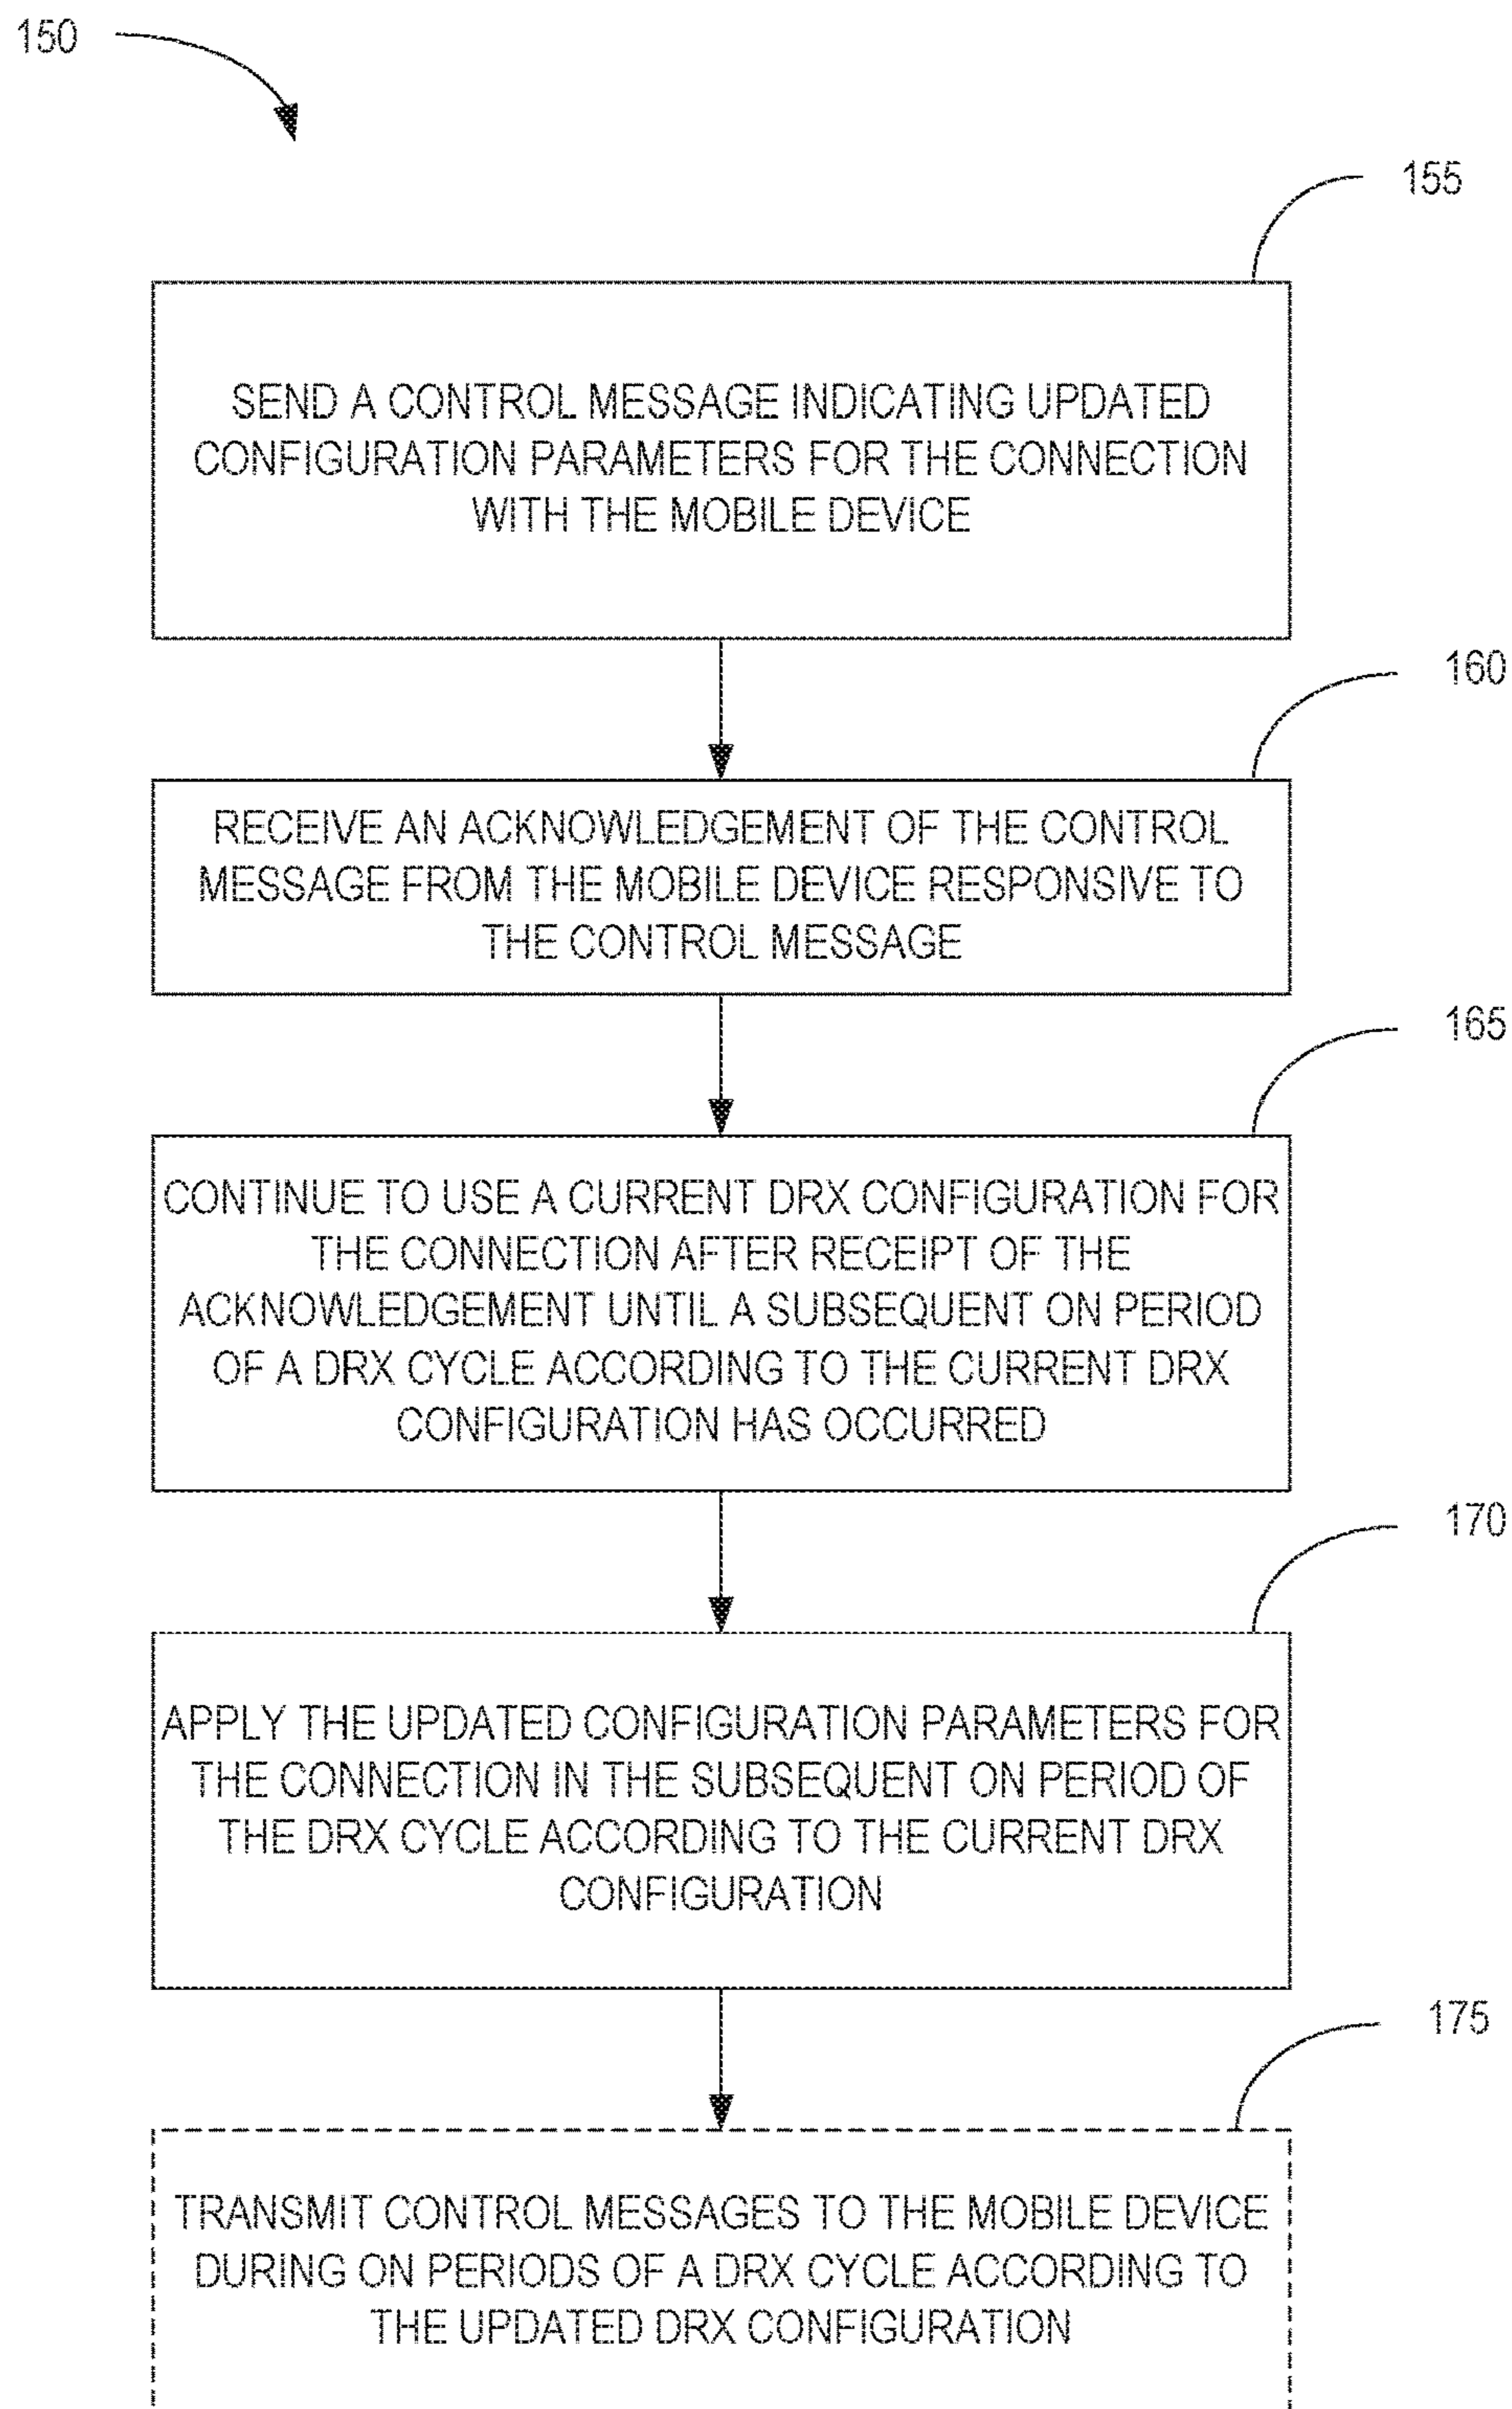 150
155
SEND A CONTROL MESSAGE INDICATING UPDATED
CONFIGURATION PARAMETERS FOR THE CONNECTION
WITH THE MOBILE DEVICE
160
RECEIVE AN ACKNOWLEDGEMENT OF THE CONTROL
MESSAGE FROM THE MOBILE DEVICE RESPONSIVE TO
THE CONTROL MESSAGE
165
CONTINUE TO USE A CURRENT DRX CONFIGURATION FOR
THE CONNECTION AFTER RECEIPT OF THE
ACKNOWLEDGEMENT UNTIL A SUBSEQUENT ON PERIOD
OF A DRX CYCLE ACCORDING TO THE CURRENT DRX
CONFIGURATION HAS OCCURRED
170
APPLY THE UPDATED CONFIGURATION PARAMETERS FOR
THE CONNECTION IN THE SUBSEQUENT ON PERIOD OF
THE DRX CYCLE ACCORDING TO THE CURRENT DRX
CONFIGURATION
175
TRANSMIT CONTROL MESSAGES TO THE MOBILE DEVICE
DURING ON PERIODS OF A DRX CYCLE ACCORDING TO
THE UPDATED DRX CONFIGURATION